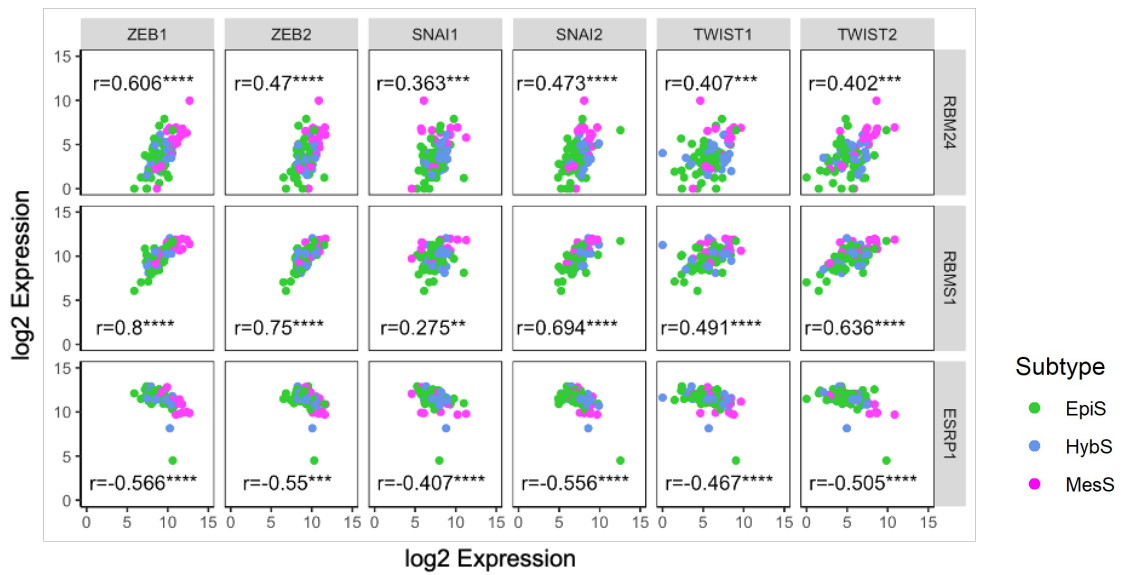 ZEB1 ZEB2 SNAI1 SNAI2 TWIST1 TWIST2
15
r=0.606**** r=0.47**** r=0.363*** r=0.473**** r=0.407*** r=0.402***
10
5
0
RBM24
15
10
5
r=0.8**** r=0.75**** r=0.275** r=0.694**** r=0.491**** r=0.636****
0
RBMS1
15
10
5
r=-0.566**** r=-0.55*** r=-0.407**** r=-0.556**** r=-0.467**** r=-0.505****
0
ESRP1
0 5 10 15 0 5 10 15 0 5 10 15 0 5 10 15 0 5 10 15 0 5 10 15
log2 Expression
log2 Expression
Subtype
EpiS
HybS
MesS